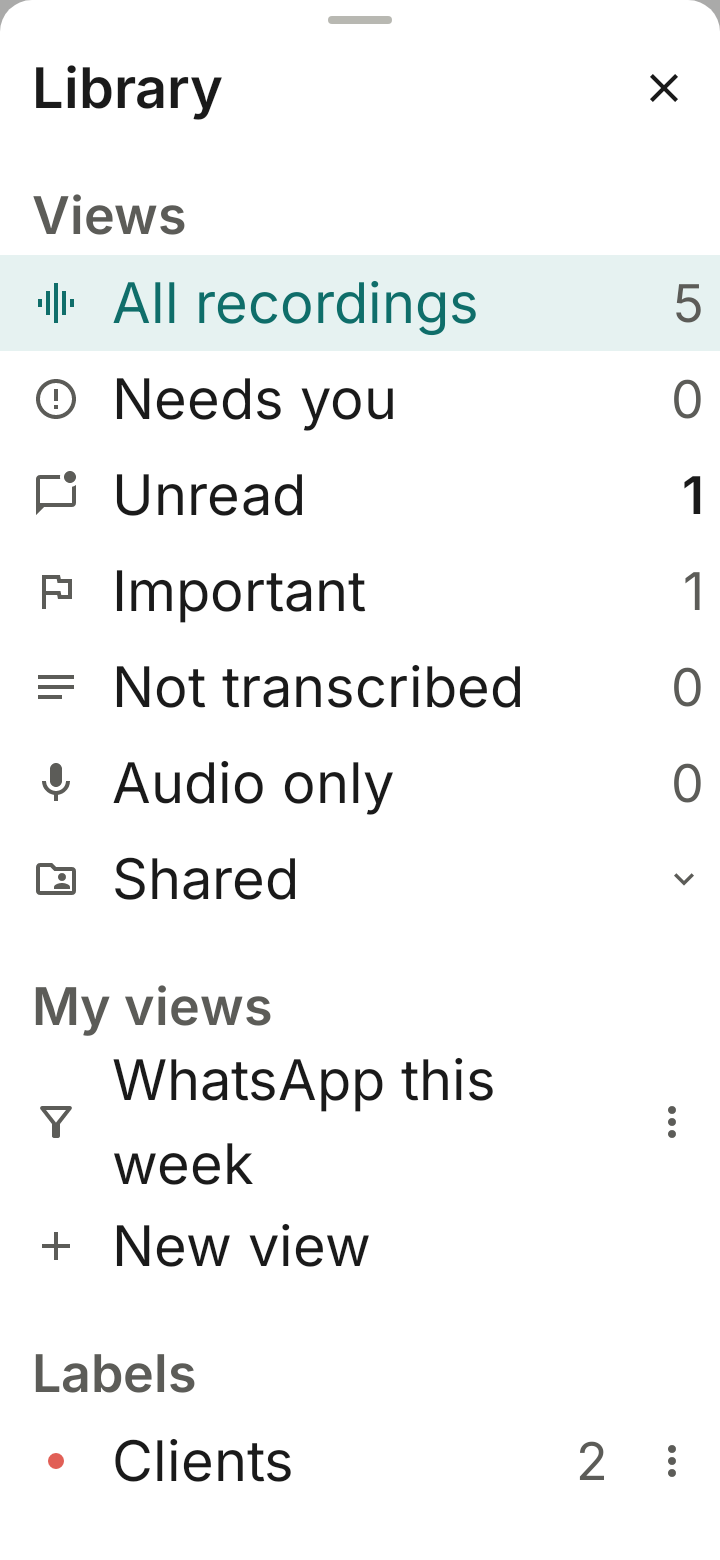 Library
Views
All recordings 5
Needs you 0
Unread 1
Important 1
Not transcribed 0
Audio only 0
Shared
My views
WhatsApp this
week
New view
Labels
Clients 2